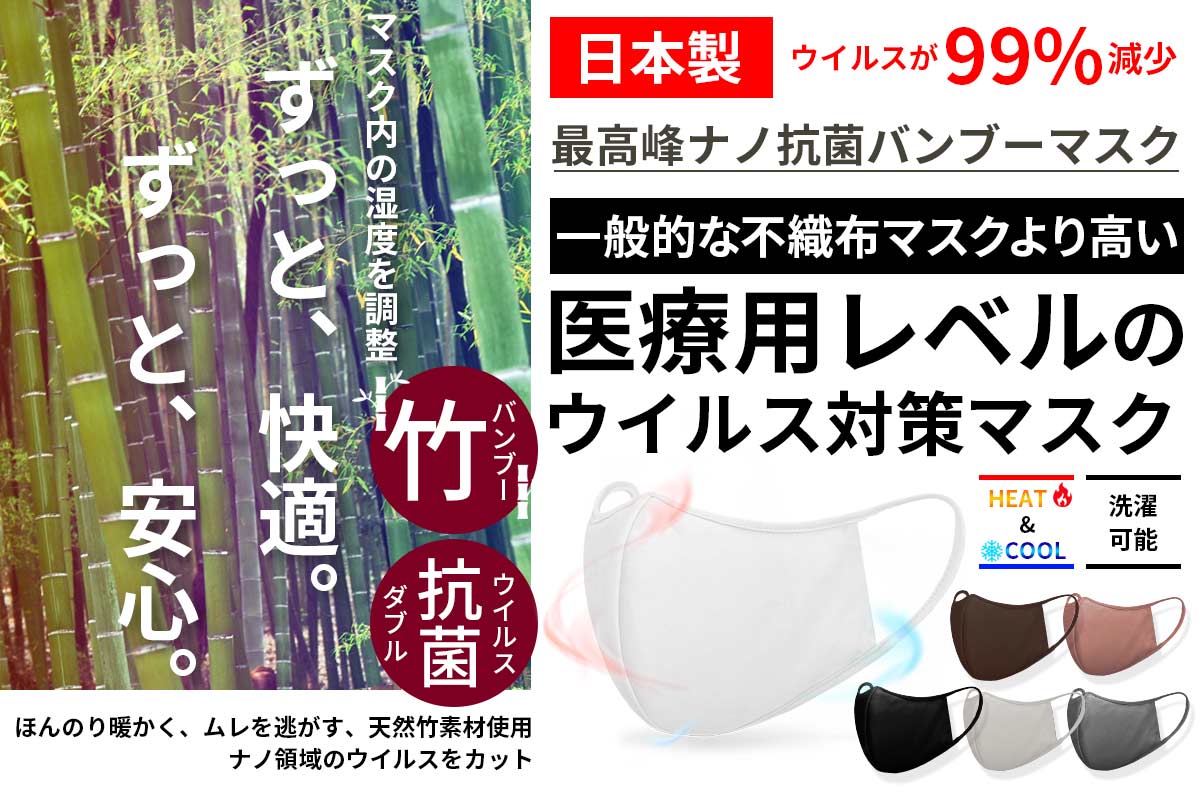 マスク内の湿度を調整
ずっと、快適。
ずっと、安心。
竹
バンブー
ウイルス
抗菌
ダブル
ほんのり暖かく、ムレを逃がす、天然竹素材使用
ナノ領域のウイルスをカット
日本製
ウイルスが99%減少
最高峰ナノ抗菌バンブーマスク
一般的な不織布マスクより高い
医療用レベルの
ウイルス対策マスク
HEAT
&
COOL
洗濯
可能